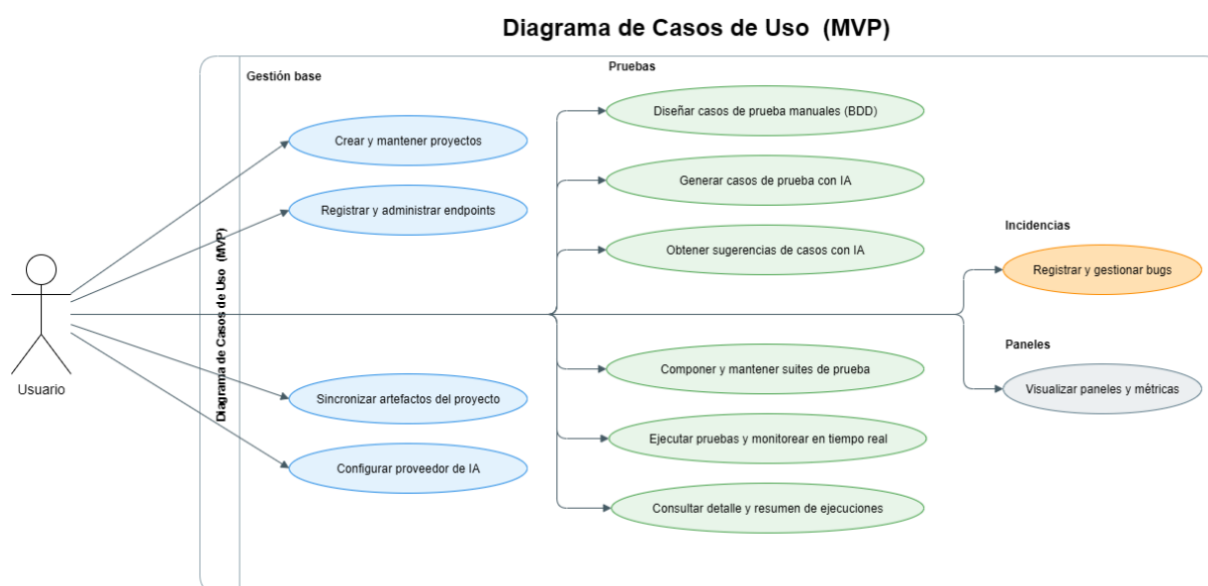 Diagrama de Casos de Uso (MVP)
Diagrama de Casos de Uso (MVP)
Gestión base
Crear y mantener proyectos
Registrar y administrar endpoints
Sincronizar artefactos del proyecto
Configurar proveedor de IA
Usuario
Pruebas
Diseñar casos de prueba manuales (BDD)
Generar casos de prueba con IA
Obtener sugerencias de casos con IA
Componer y mantener suites de prueba
Ejecutar pruebas y monitorear en tiempo real
Consultar detalle y resumen de ejecuciones
Incidencias
Registrar y gestionar bugs
Paneles
Visualizar paneles y métricas